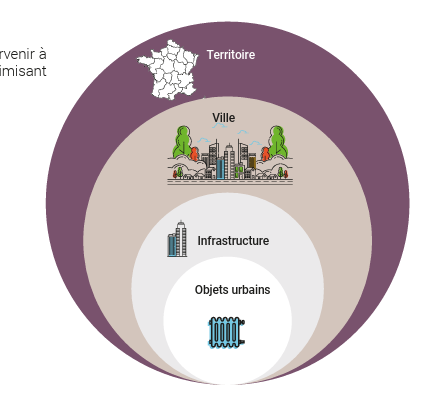 rvenir à
imisant
Territoire
Ville
Infrastructure
Objets urbains